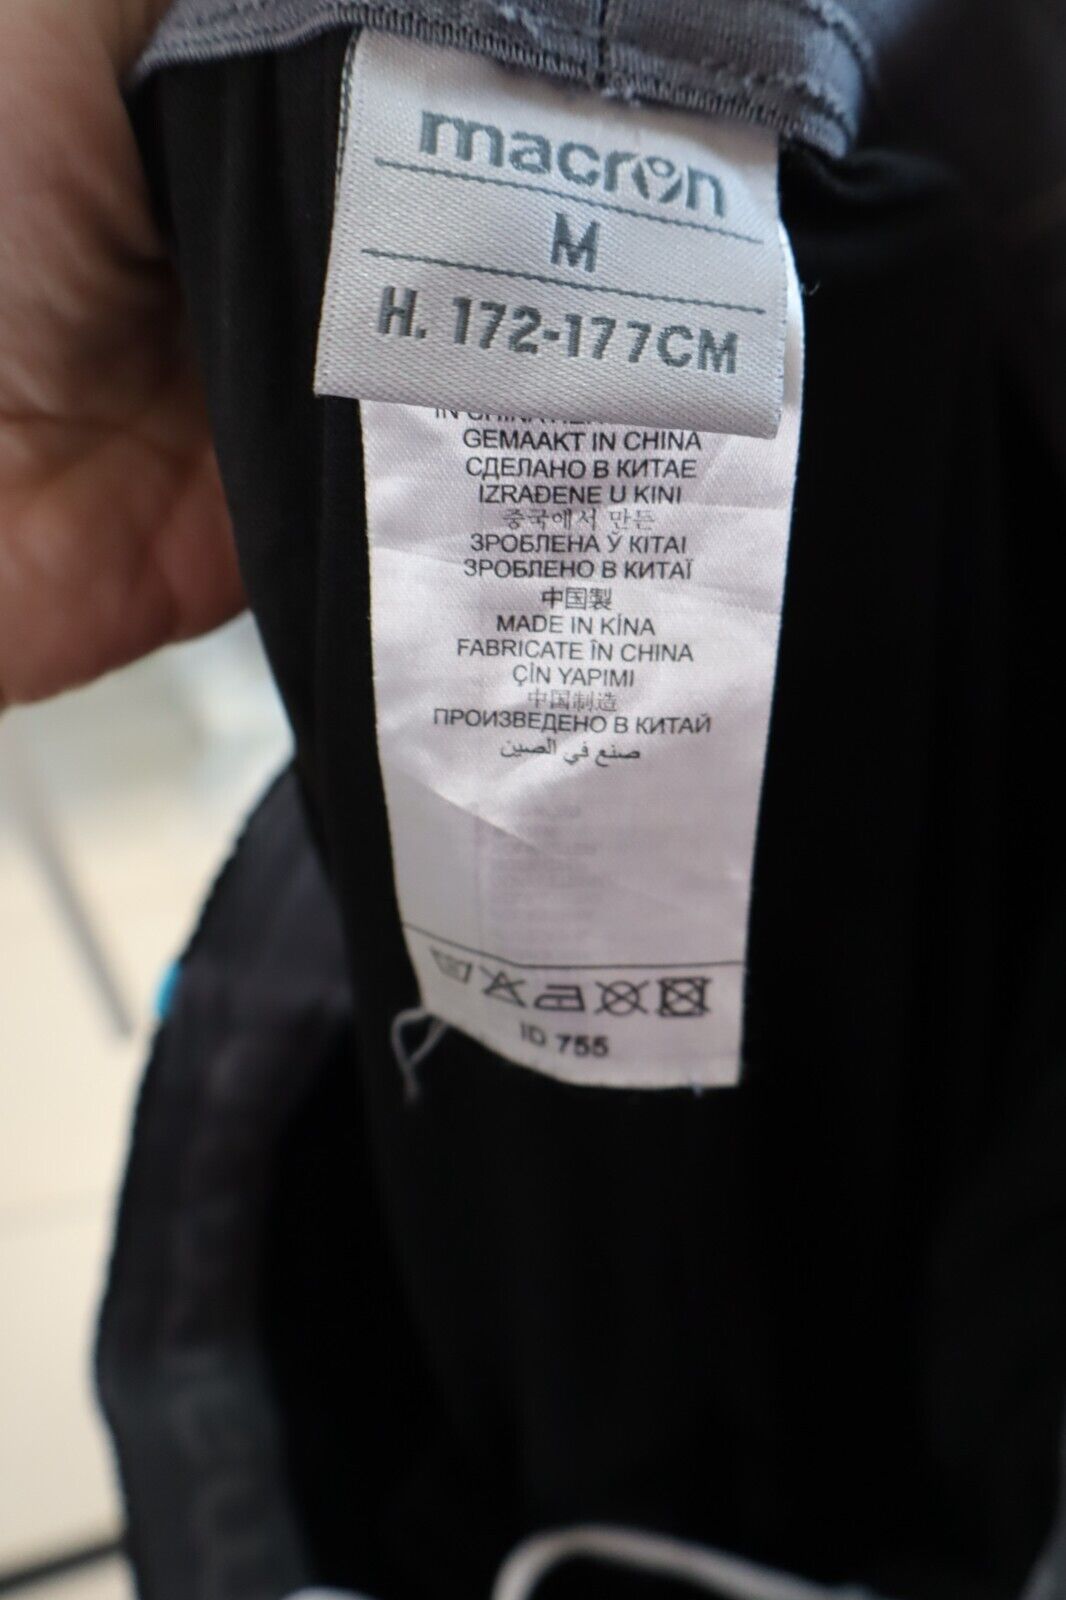 macron
M
H. 172-177CM
GEMAAKT IN CHINA
СДЕЛАНО В КИТАЕ
IZRAĐENE U KINI
중국에서 만든
ЗРОБЛЕНА Ў КІТАІ
ЗРОБЛЕНО В КИТАЇ
中国製
MADE IN KÍNA
FABRICATE ÎN CHINA
ÇİN YAPIMI
中国制造
ПРОИЗВЕДЕНО В КИТАЙ
صنع في الصين
ID 755